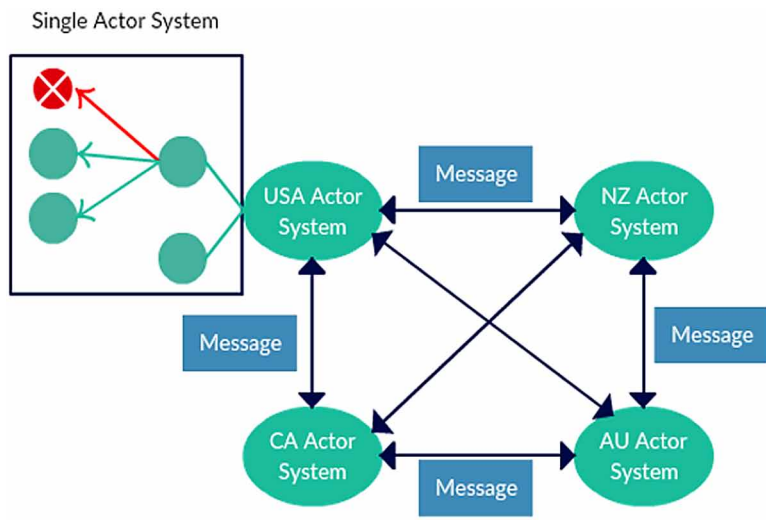 Single Actor System
Message
USA Actor
System
NZ Actor
System
Message
Message
CA Actor
System
AU Actor
System
Message